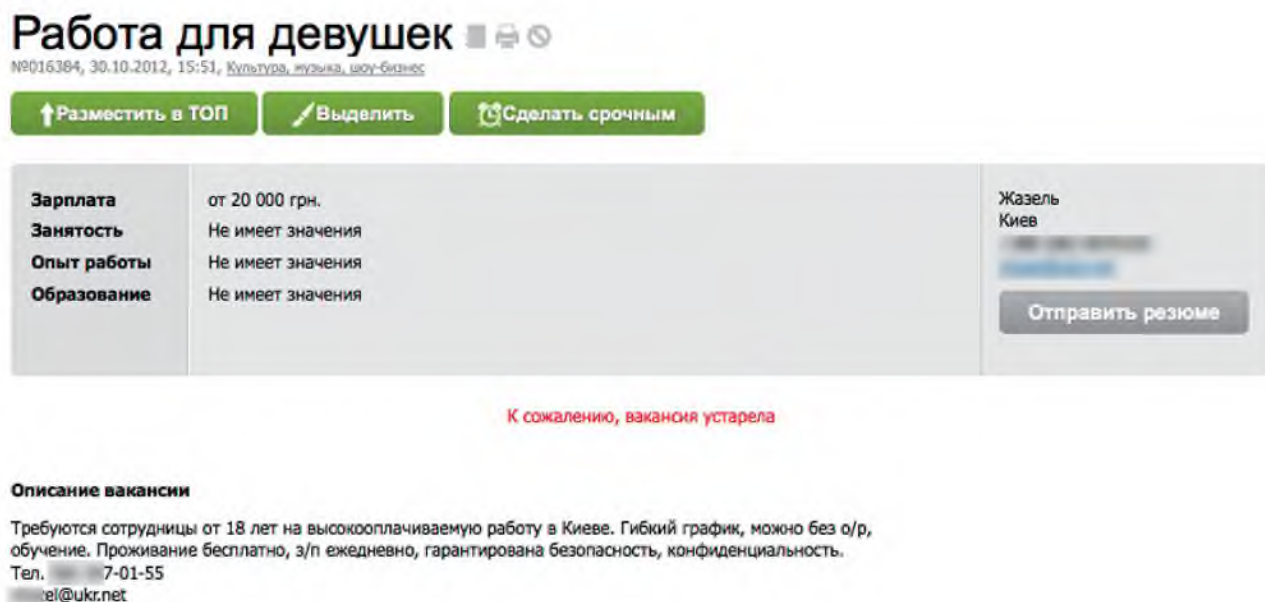 Работа для девушек
№016384, 30.10.2012, 15:51, Культура, музыка, шоу-бизнес
Разместить в ТОП
Выделить
Сделать срочным
Зарплата от 20 000 грн.
Занятость Не имеет значения
Опыт работы Не имеет значения
Образование Не имеет значения
Жазель
Киев
Отправить резюме
К сожалению, вакансия устарела
Описание вакансии
Требуются сотрудницы от 18 лет на высокооплачиваемую работу в Киеве. Гибкий график, можно без о/р,
обучение. Проживание бесплатно, з/п ежедневно, гарантирована безопасность, конфиденциальность.
Тел. 7-01-55
el@ukr.net